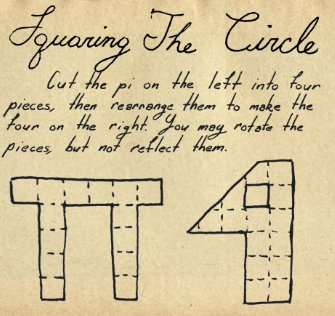 Squaring The Circle
Cut the pi on the left into four
pieces, then rearrange them to make the
four on the right. You may rotate the
pieces, but not reflect them.